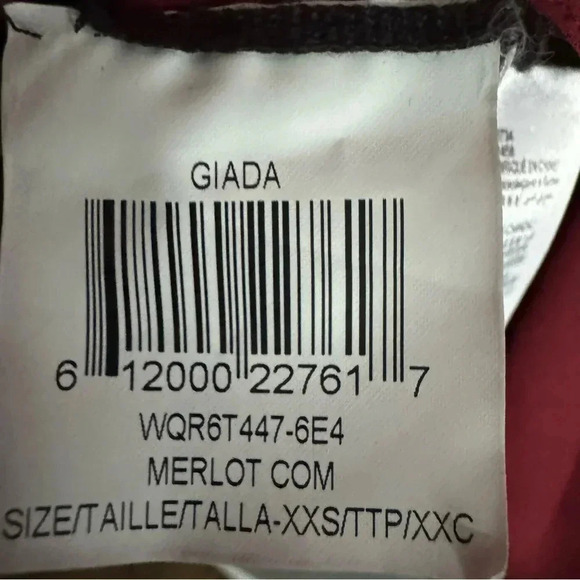 GIADA
6 12000 22761 7
WQR6T447-6E4
MERLOT COM
SIZE/TAILLE/TALLA-XXS/TTP/XXC